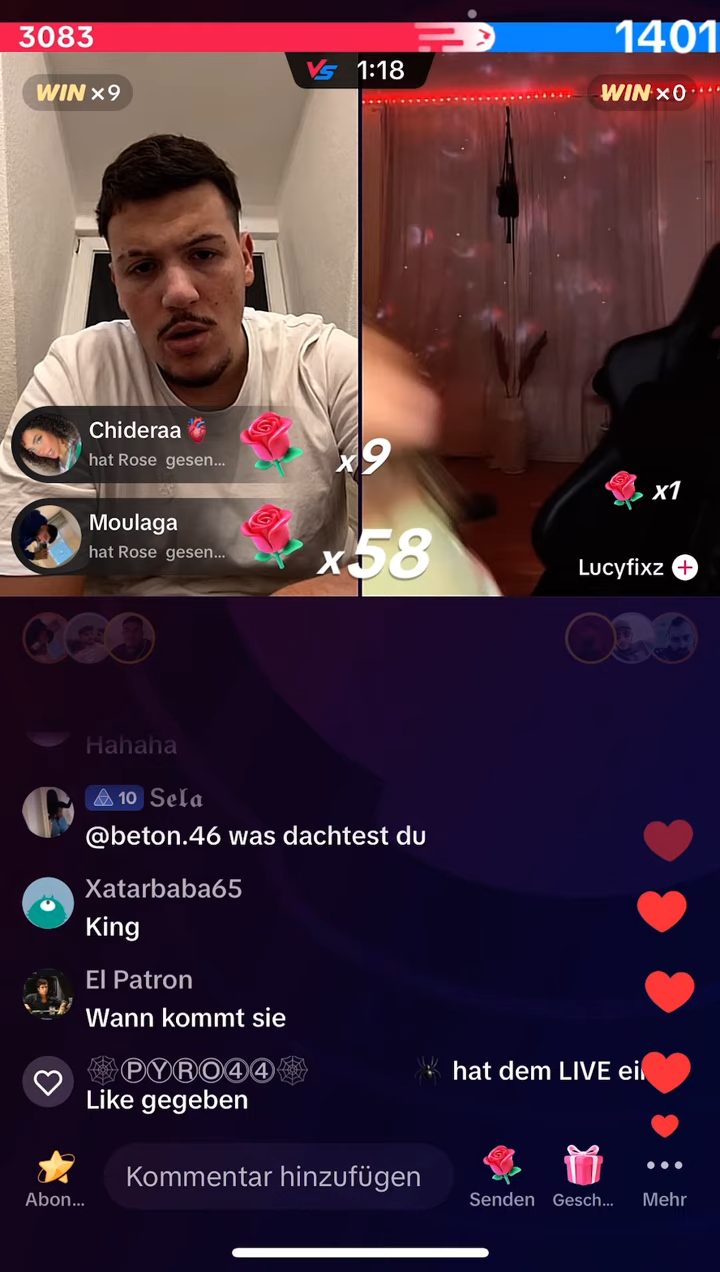 3083
1401
VS 1:18
WIN ×9
WIN ×0
Chideraa🫀
hat Rose gesen...
x9
Moulaga
hat Rose gesen...
x58
x1
Lucyfixz
Hahaha
10 𝕾𝖊𝖑𝖆
@beton.46 was dachtest du
Xatarbaba65
King
El Patron
Wann kommt sie
🕸ⓅⓎⓇⓄ④④🕸 🕷 hat dem LIVE ei
Like gegeben
Kommentar hinzufügen
Abon...
Senden
Gesch...
Mehr